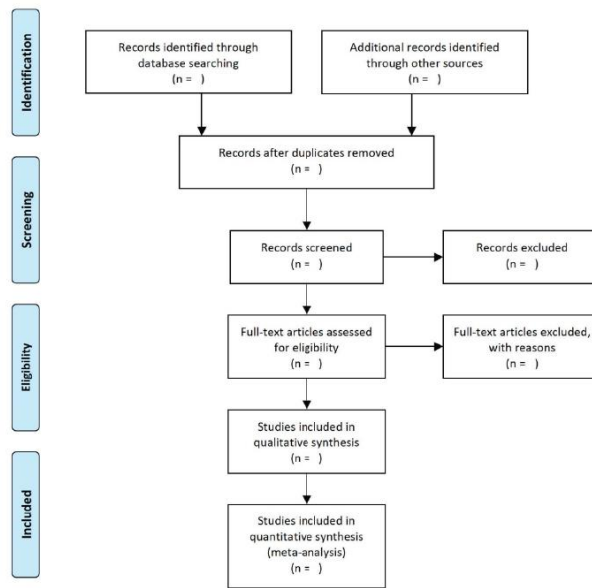 Identification
Records identified through
database searching
(n =   )
Additional records identified
through other sources
(n =   )
Records after duplicates removed
(n =   )
Screening
Records screened
(n =   )
Records excluded
(n =   )
Eligibility
Full-text articles assessed
for eligibility
(n =   )
Full-text articles excluded,
with reasons
(n =   )
Studies included in
qualitative synthesis
(n =   )
Included
Studies included in
quantitative synthesis
(meta-analysis)
(n =   )